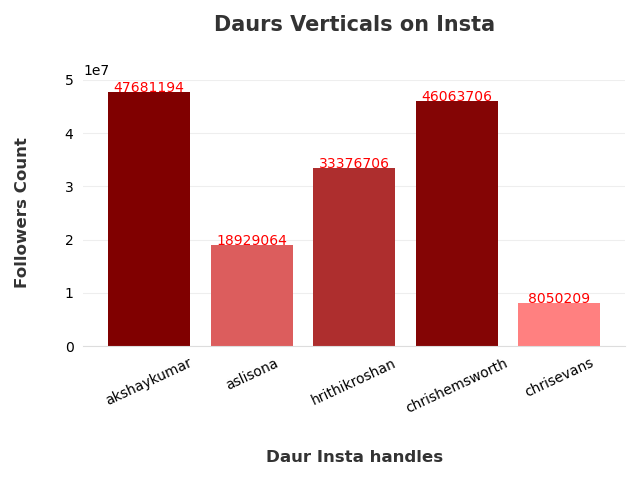 Daurs Verticals on Insta
1e7
5
4
3
2
1
0
Followers Count
47681194
18929064
33376706
46063706
8050209
akshaykumar
aslisona
hrithikroshan
chrishemsworth
chrisevans
Daur Insta handles